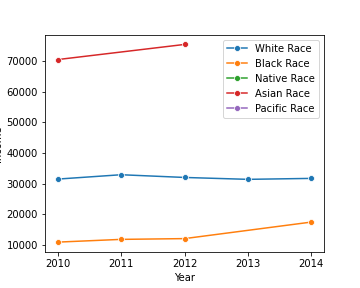 White Race
Black Race
Native Race
Asian Race
Pacific Race
70000
60000
50000
40000
30000
20000
10000
2010
2011
2012
2013
2014
Year